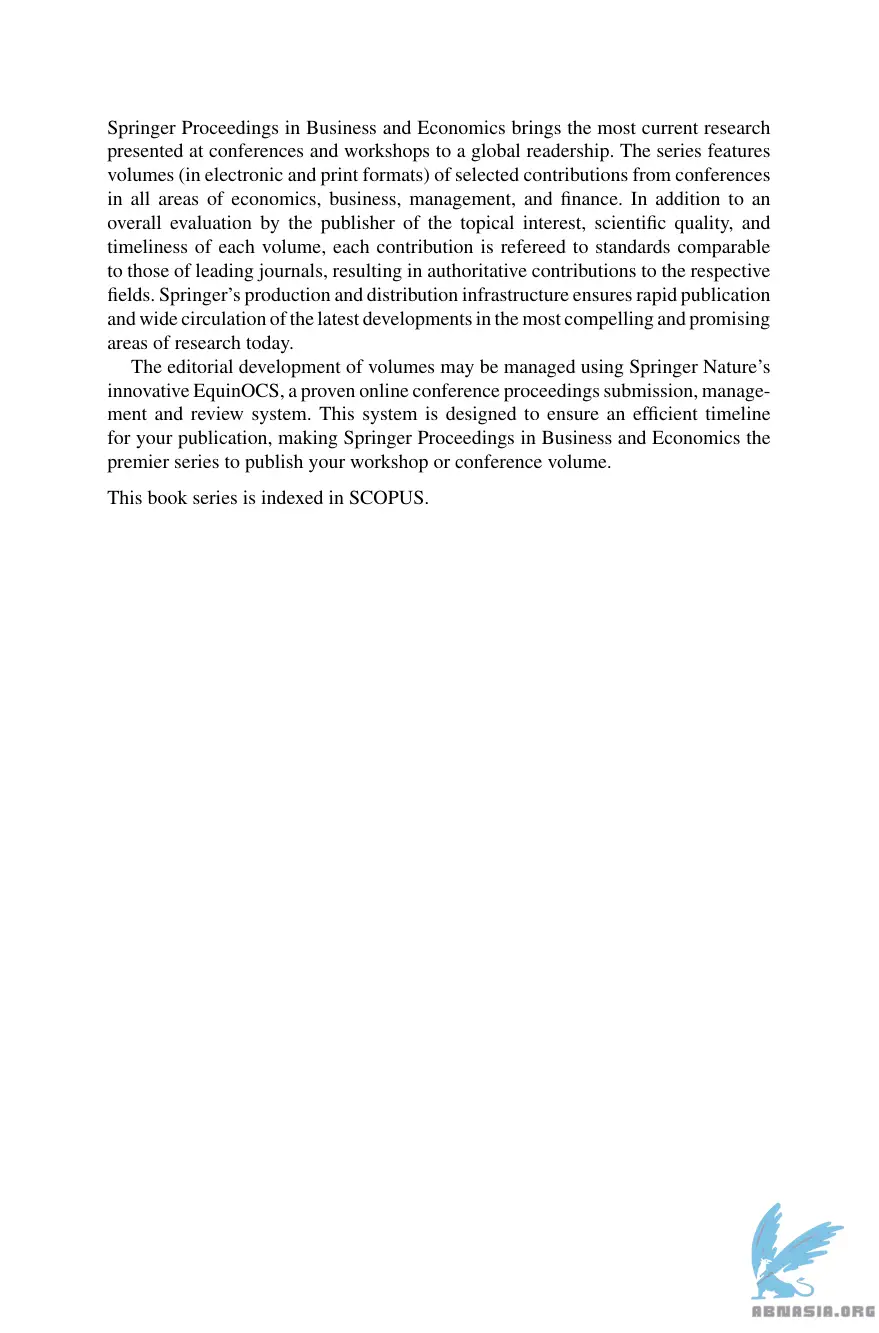 Springer Proceedings in Business and Economics brings the most current research
presented at conferences and workshops to a global readership. The series features
volumes (in electronic and print formats) of selected contributions from conferences
in all areas of economics, business, management, and finance. In addition to an
overall evaluation by the publisher of the topical interest, scientific quality, and
timeliness of each volume, each contribution is refereed to standards comparable
to those of leading journals, resulting in authoritative contributions to the respective
fields. Springer’s production and distribution infrastructure ensures rapid publication
and wide circulation of the latest developments in the most compelling and promising
areas of research today.
The editorial development of volumes may be managed using Springer Nature’s
innovative EquinOCS, a proven online conference proceedings submission, manage-
ment and review system. This system is designed to ensure an efficient timeline
for your publication, making Springer Proceedings in Business and Economics the
premier series to publish your workshop or conference volume.
This book series is indexed in SCOPUS.
ABNASIA.ORG